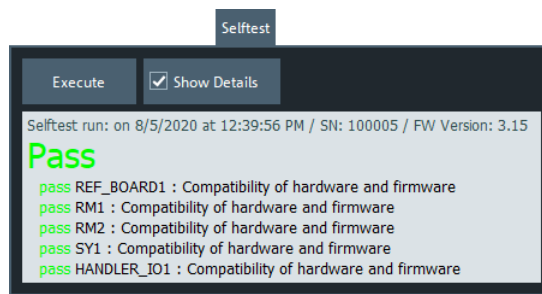 Selftest
Execute
Show Details
Selftest run: on 8/5/2020 at 12:39:56 PM / SN: 100005 / FW Version: 3.15
Pass
pass REF_BOARD1 : Compatibility of hardware and firmware
pass RM1 : Compatibility of hardware and firmware
pass RM2 : Compatibility of hardware and firmware
pass SY1 : Compatibility of hardware and firmware
pass HANDLER_IO1 : Compatibility of hardware and firmware